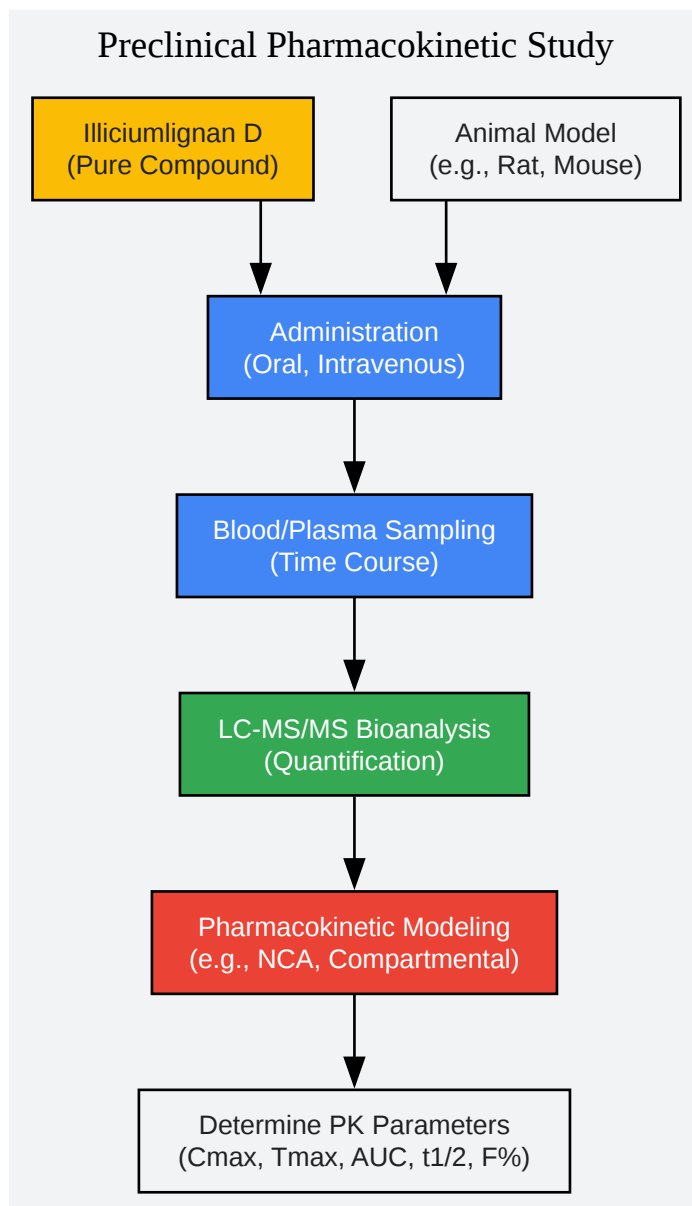 Preclinical Pharmacokinetic Study
Illiciumlignan D
(Pure Compound)
Animal Model
(e.g., Rat, Mouse)
Administration
(Oral, Intravenous)
Blood/Plasma Sampling
(Time Course)
LC-MS/MS Bioanalysis
(Quantification)
Pharmacokinetic Modeling
(e.g., NCA, Compartmental)
Determine PK Parameters
(Cmax, Tmax, AUC, t1/2, F%)